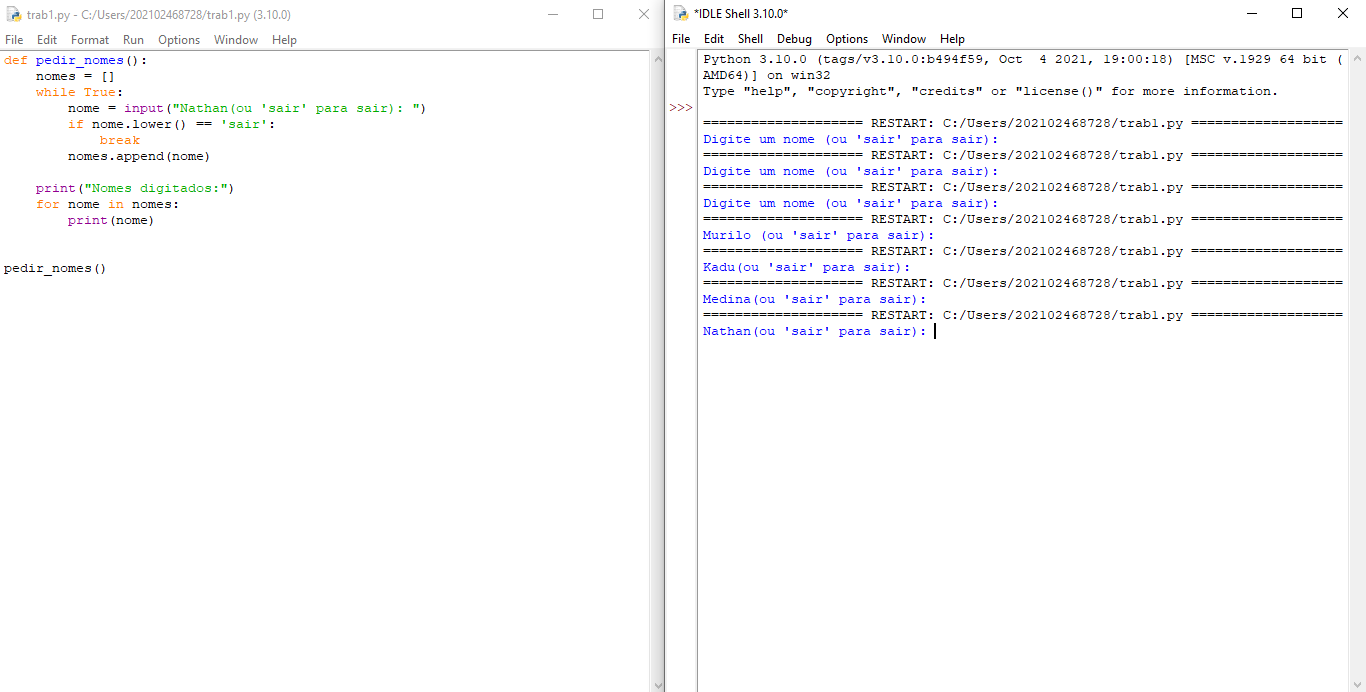 trab1.py - C:/Users/202102468728/trab1.py (3.10.0)
File Edit Format Run Options Window Help
def pedir_nomes():
    nomes = []
    while True:
        nome = input("Nathan(ou 'sair' para sair): ")
        if nome.lower() == 'sair':
            break
        nomes.append(nome)
    print("Nomes digitados:")
    for nome in nomes:
        print(nome)
pedir_nomes()
*IDLE Shell 3.10.0*
File Edit Shell Debug Options Window Help
Python 3.10.0 (tags/v3.10.0:b494f59, Oct  4 2021, 19:00:18) [MSC v.1929 64 bit (
AMD64)] on win32
Type "help", "copyright", "credits" or "license()" for more information.
>>>
==================== RESTART: C:/Users/202102468728/trab1.py ===================
Digite um nome (ou 'sair' para sair):
==================== RESTART: C:/Users/202102468728/trab1.py ===================
Digite um nome (ou 'sair' para sair):
==================== RESTART: C:/Users/202102468728/trab1.py ===================
Digite um nome (ou 'sair' para sair):
==================== RESTART: C:/Users/202102468728/trab1.py ===================
Murilo (ou 'sair' para sair):
==================== RESTART: C:/Users/202102468728/trab1.py ===================
Kadu(ou 'sair' para sair):
==================== RESTART: C:/Users/202102468728/trab1.py ===================
Medina(ou 'sair' para sair):
==================== RESTART: C:/Users/202102468728/trab1.py ===================
Nathan(ou 'sair' para sair):